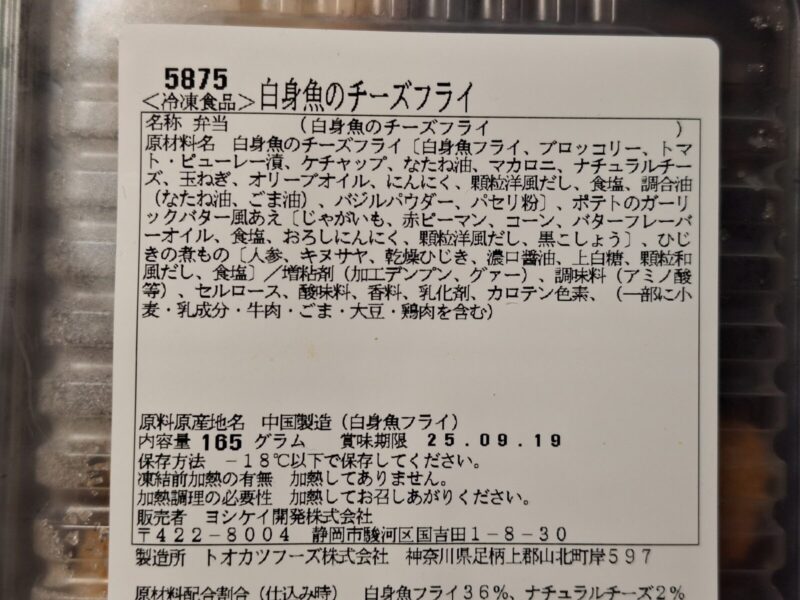 5875
＜冷凍食品＞白身魚のチーズフライ
名称 弁当　　　（白身魚のチーズフライ　　　　　　　　　）
原材料名　白身魚のチーズフライ〔白身魚フライ、ブロッコリー、トマ
ト・ピューレー漬、ケチャップ、なたね油、マカロニ、ナチュラルチー
ズ、玉ねぎ、オリーブオイル、にんにく、顆粒洋風だし、食塩、調合油
（なたね油、ごま油）、バジルパウダー、パセリ粉〕、ポテトのガーリ
ックバター風あえ〔じゃがいも、赤ピーマン、コーン、バターフレーバ
ーオイル、食塩、おろしにんにく、顆粒洋風だし、黒こしょう〕、ひじ
きの煮もの〔人参、キヌサヤ、乾燥ひじき、濃口醤油、上白糖、顆粒和
風だし、食塩〕／増粘剤（加工デンプン、グァー）、調味料（アミノ酸
等）、セルロース、酸味料、香料、乳化剤、カロテン色素、（一部に小
麦・乳成分・牛肉・ごま・大豆・鶏肉を含む）
原料原産地名　中国製造（白身魚フライ）
内容量 165 グラム　　賞味期限　25.09.19
保存方法　－18℃以下で保存してください。
凍結前加熱の有無　加熱してありません。
加熱調理の必要性　加熱してお召しあがりください。
販売者　ヨシケイ開発株式会社
〒422－8004　静岡市駿河区国吉田1－8－30
製造所　トオカツフーズ株式会社　神奈川県足柄上郡山北町岸597
原材料配合割合（仕込み時）　白身魚フライ36％、ナチュラルチーズ2％